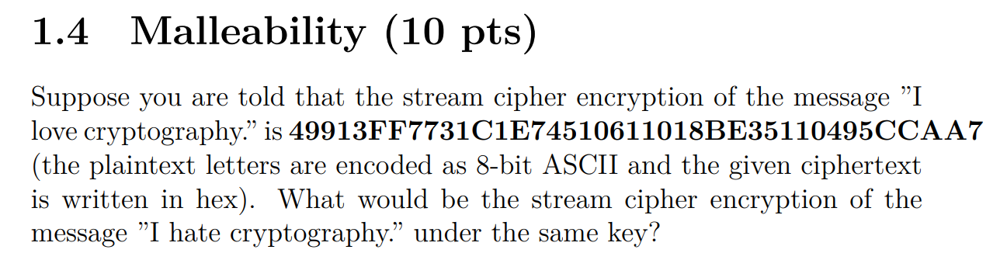 1.4 Malleability (10 pts)
Suppose you are told that the stream cipher encryption of the message ”I
love cryptography.” is 49913FF7731C1E74510611018BE35110495CCAA7
(the plaintext letters are encoded as 8-bit ASCII and the given ciphertext
is written in hex). What would be the stream cipher encryption of the
message ”I hate cryptography.” under the same key?